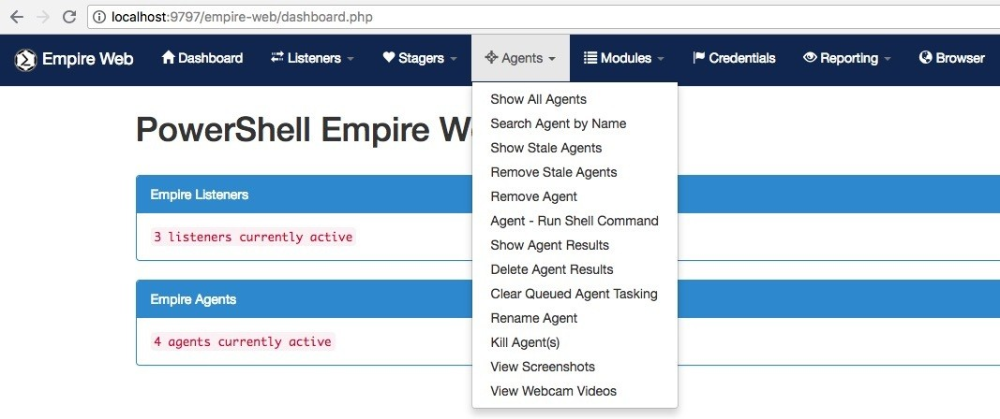 localhost:9797/empire-web/dashboard.php
Empire Web Dashboard Listeners Stagers Agents Modules Credentials Reporting Browser
Show All Agents
Search Agent by Name
Show Stale Agents
Remove Stale Agents
Remove Agent
Agent - Run Shell Command
Show Agent Results
Delete Agent Results
Clear Queued Agent Tasking
Rename Agent
Kill Agent(s)
View Screenshots
View Webcam Videos
PowerShell Empire W
Empire Listeners
3 listeners currently active
Empire Agents
4 agents currently active